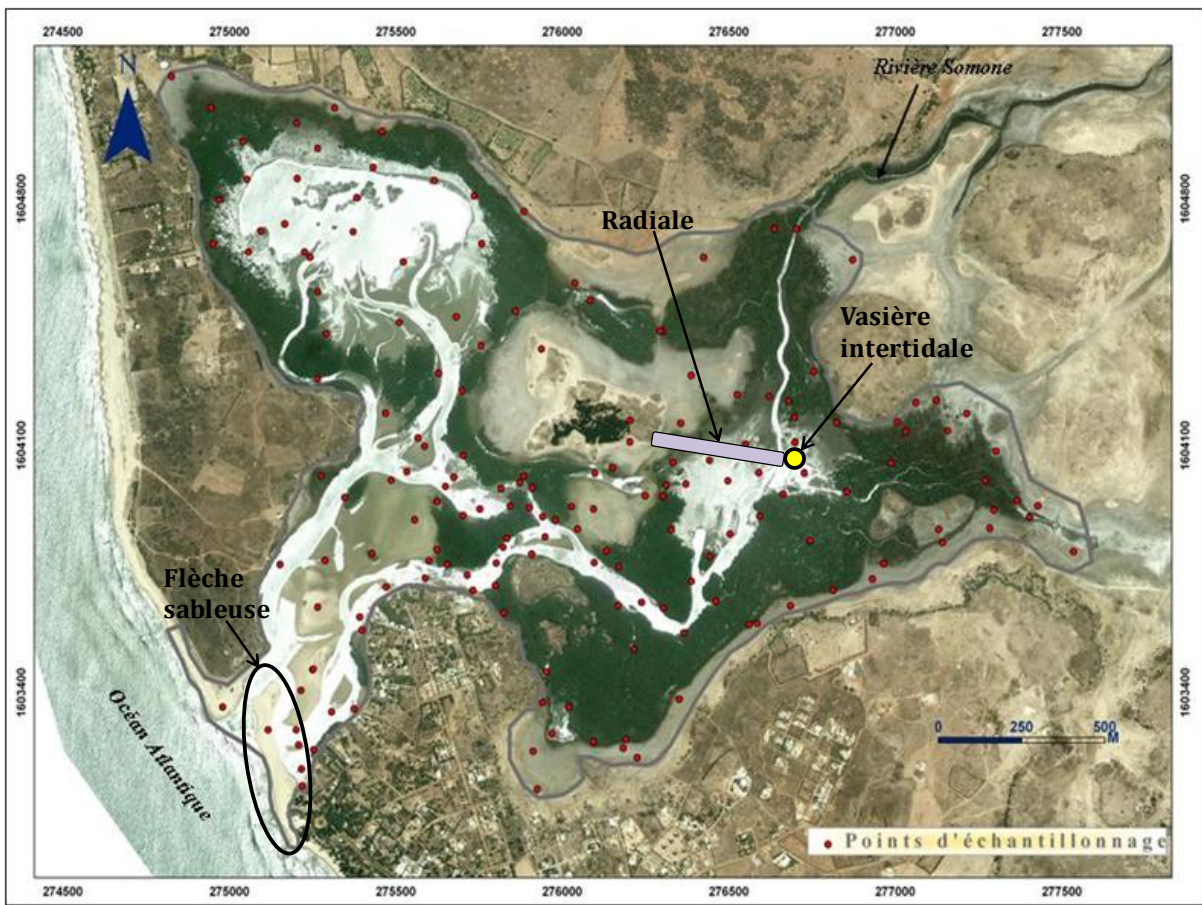 274500 275000 275500 276000 276500 277000 277500
N
Rivière Somone
1604800
1604800
Radiale
Vasière
intertidale
1604100
1604100
Flèche
sableuse
1603400
1603400
Océan Atlantique
0 250 500
M
Points d'échantillonnage
274500 275000 275500 276000 276500 277000 277500